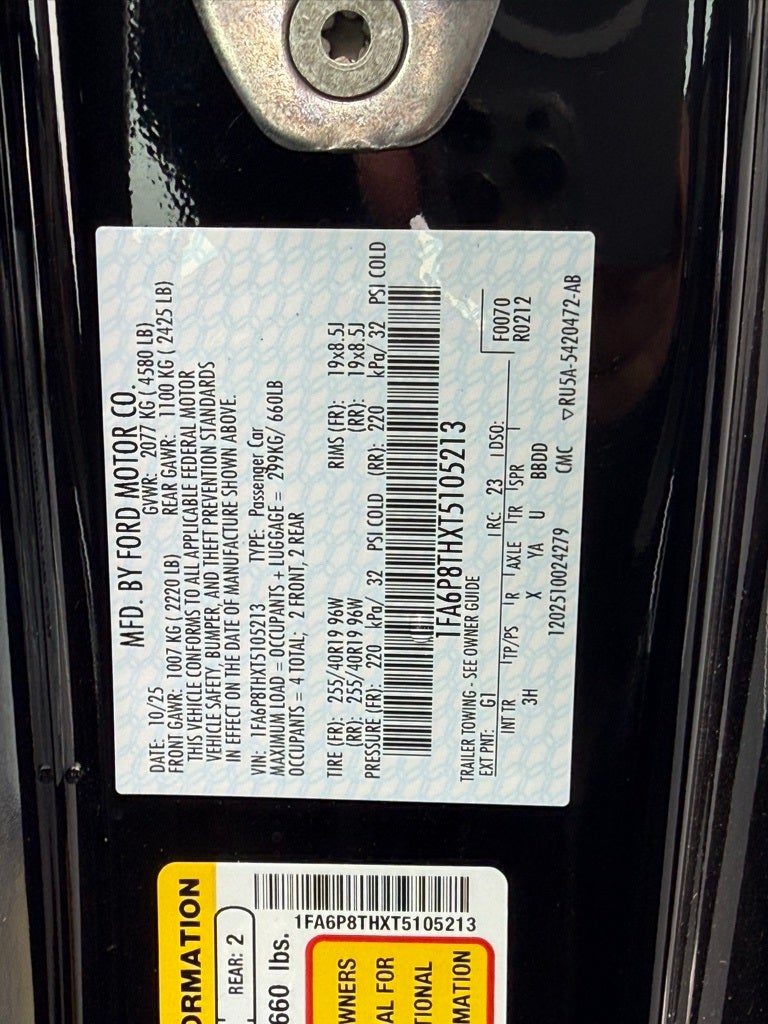 MFD. BY FORD MOTOR CO.
DATE: 10/25 GVWR: 2077 KG ( 4580 LB)
FRONT GAWR: 1007 KG ( 2220 LB) REAR GAWR: 1100 KG ( 2425 LB)
THIS VEHICLE CONFORMS TO ALL APPLICABLE FEDERAL MOTOR
VEHICLE SAFETY, BUMPER, AND THEFT PREVENTION STANDARDS
IN EFFECT ON THE DATE OF MANUFACTURE SHOWN ABOVE.
VIN: 1FA6P8THXT5105213 TYPE: Passenger Car
MAXIMUM LOAD = OCCUPANTS + LUGGAGE = 299KG/ 660LB
OCCUPANTS = 4 TOTAL; 2 FRONT, 2 REAR
TIRE (FR): 255/40R19 96W RIMS (FR): 19x8.5J
(RR): 255/40R19 96W (RR): 19x8.5J
PRESSURE (FR): 220 kPa/ 32 PSI COLD (RR): 220 kPa/ 32 PSI COLD
1FA6P8THXT5105213
TRAILER TOWING - SEE OWNER GUIDE
EXT PNT: G1 RC: 23 DSO: F0070
INT TR TP/PS R AXLE TR SPR R0212
3H X YA U BBDD
1202510024279 CMC ▽RU5A-5420472-AB
ORMATION
REAR: 2
660 lbs.
1FA6P8THXT5105213
WNERS
AL FOR
TIONAL
MATION